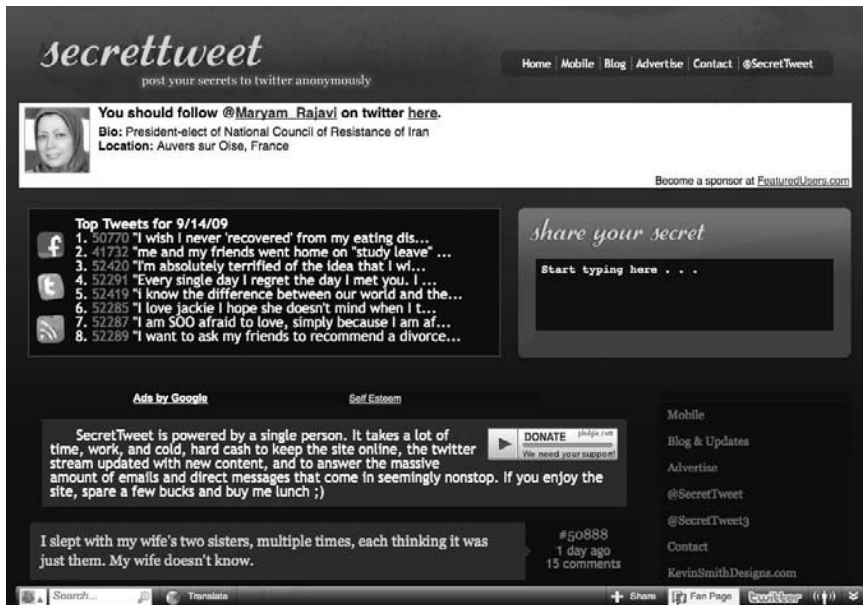 secrettweet
post your secrets to twitter anonymously
Home | Mobile | Blog | Advertise | Contact | @SecretTweet
You should follow @Maryam_Rajavi on twitter here.
Bio: President-elect of National Council of Resistance of Iran
Location: Auvers sur Oise, France
Become a sponsor at FeaturedUsers.com
Top Tweets for 9/14/09
1. 50770 "I wish I never 'recovered' from my eating dis...
2. 41732 "me and my friends went home on "study leave" ...
3. 52420 "I'm absolutely terrified of the idea that I wi...
4. 52291 "Every single day I regret the day I met you. I ...
5. 52419 "i know the difference between our world and the...
6. 52285 "I love jackie I hope she doesn't mind when I t...
7. 52287 "I am SOO afraid to love, simply because I am af...
8. 52289 "I want to ask my friends to recommend a divorce...
share your secret
Start typing here . . .
Ads by Google
Self Esteem
SecretTweet is powered by a single person. It takes a lot of
time, work, and cold, hard cash to keep the site online, the twitter
stream updated with new content, and to answer the massive
amount of emails and direct messages that come in seemingly nonstop. If you enjoy the
site, spare a few bucks and buy me lunch ;)
DONATE pledgie.com
We need your support!
I slept with my wife's two sisters, multiple times, each thinking it was
just them. My wife doesn't know.
#50888
1 day ago
15 comments
Mobile
Blog & Updates
Advertise
@SecretTweet
@SecretTweet3
Contact
KevinSmithDesigns.com
Search...
Translate
Share
Fan Page
twitter